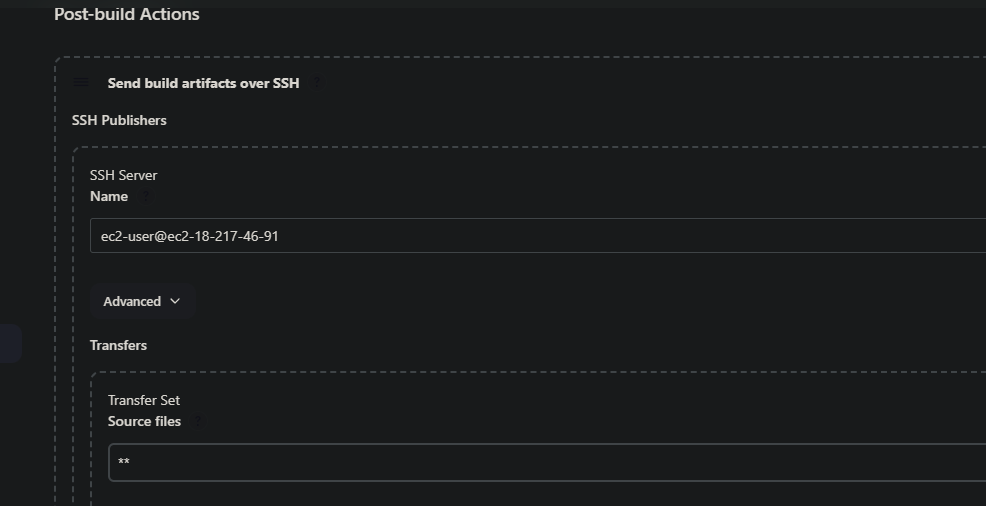 Post-build Actions
Send build artifacts over SSH ?
SSH Publishers
SSH Server
Name ?
ec2-user@ec2-18-217-46-91
Advanced
Transfers
Transfer Set
Source files ?
**